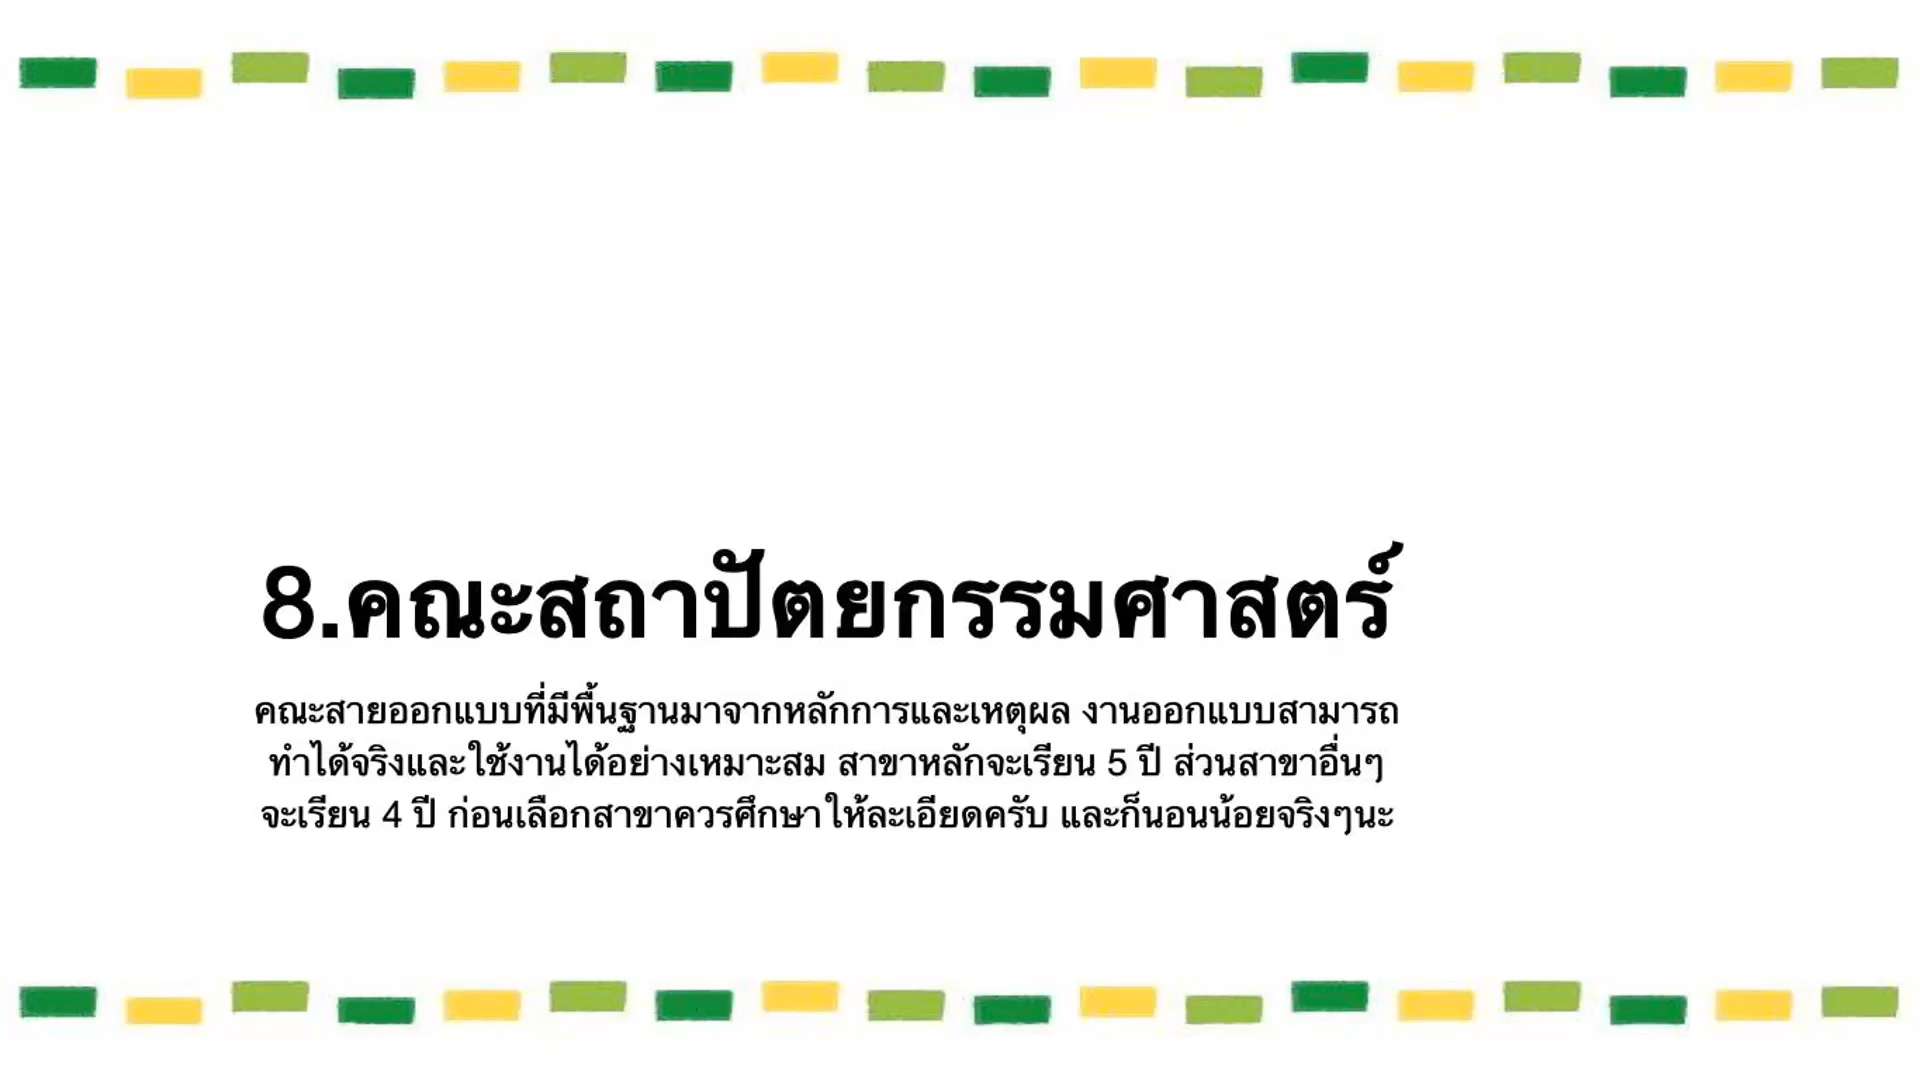 8.คณะสถาปัตยกรรมศาสตร์
คณะสายออกแบบที่มีพื้นฐานมาจากหลักการและเหตุผล งานออกแบบสามารถ
ทำได้จริงและใช้งานได้อย่างเหมาะสม สาขาหลักจะเรียน 5 ปี ส่วนสาขาอื่นๆ
จะเรียน 4 ปี ก่อนเลือกสาขาควรศึกษาให้ละเอียดครับ และก็นอนน้อยจริงๆนะ